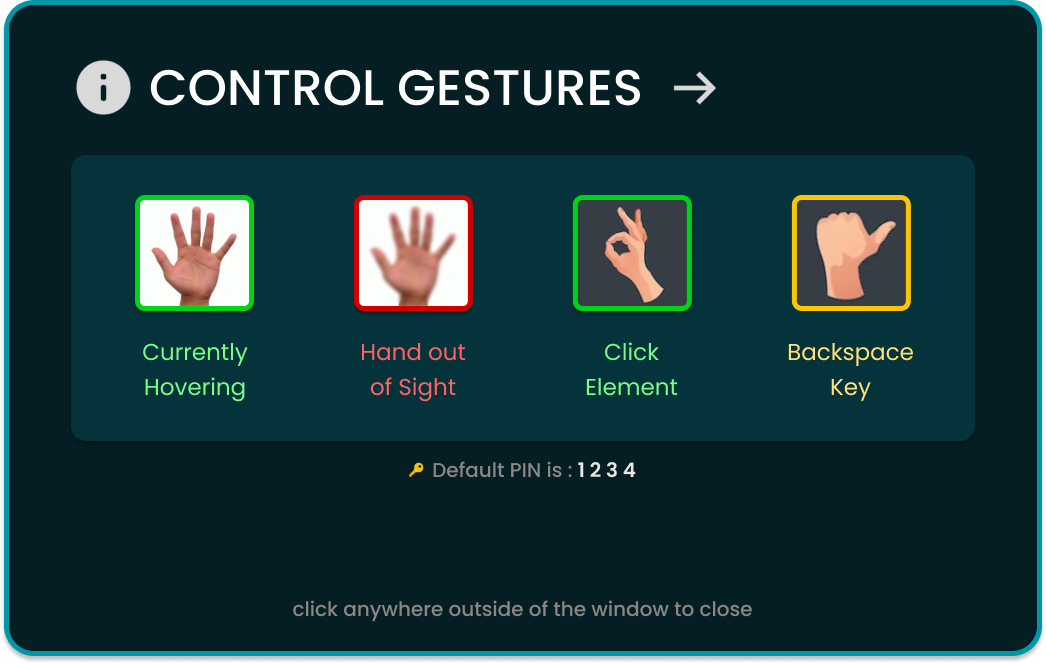 CONTROL GESTURES →
Currently
Hovering
Hand out
of Sight
Click
Element
Backspace
Key
Default PIN is : 1 2 3 4
click anywhere outside of the window to close